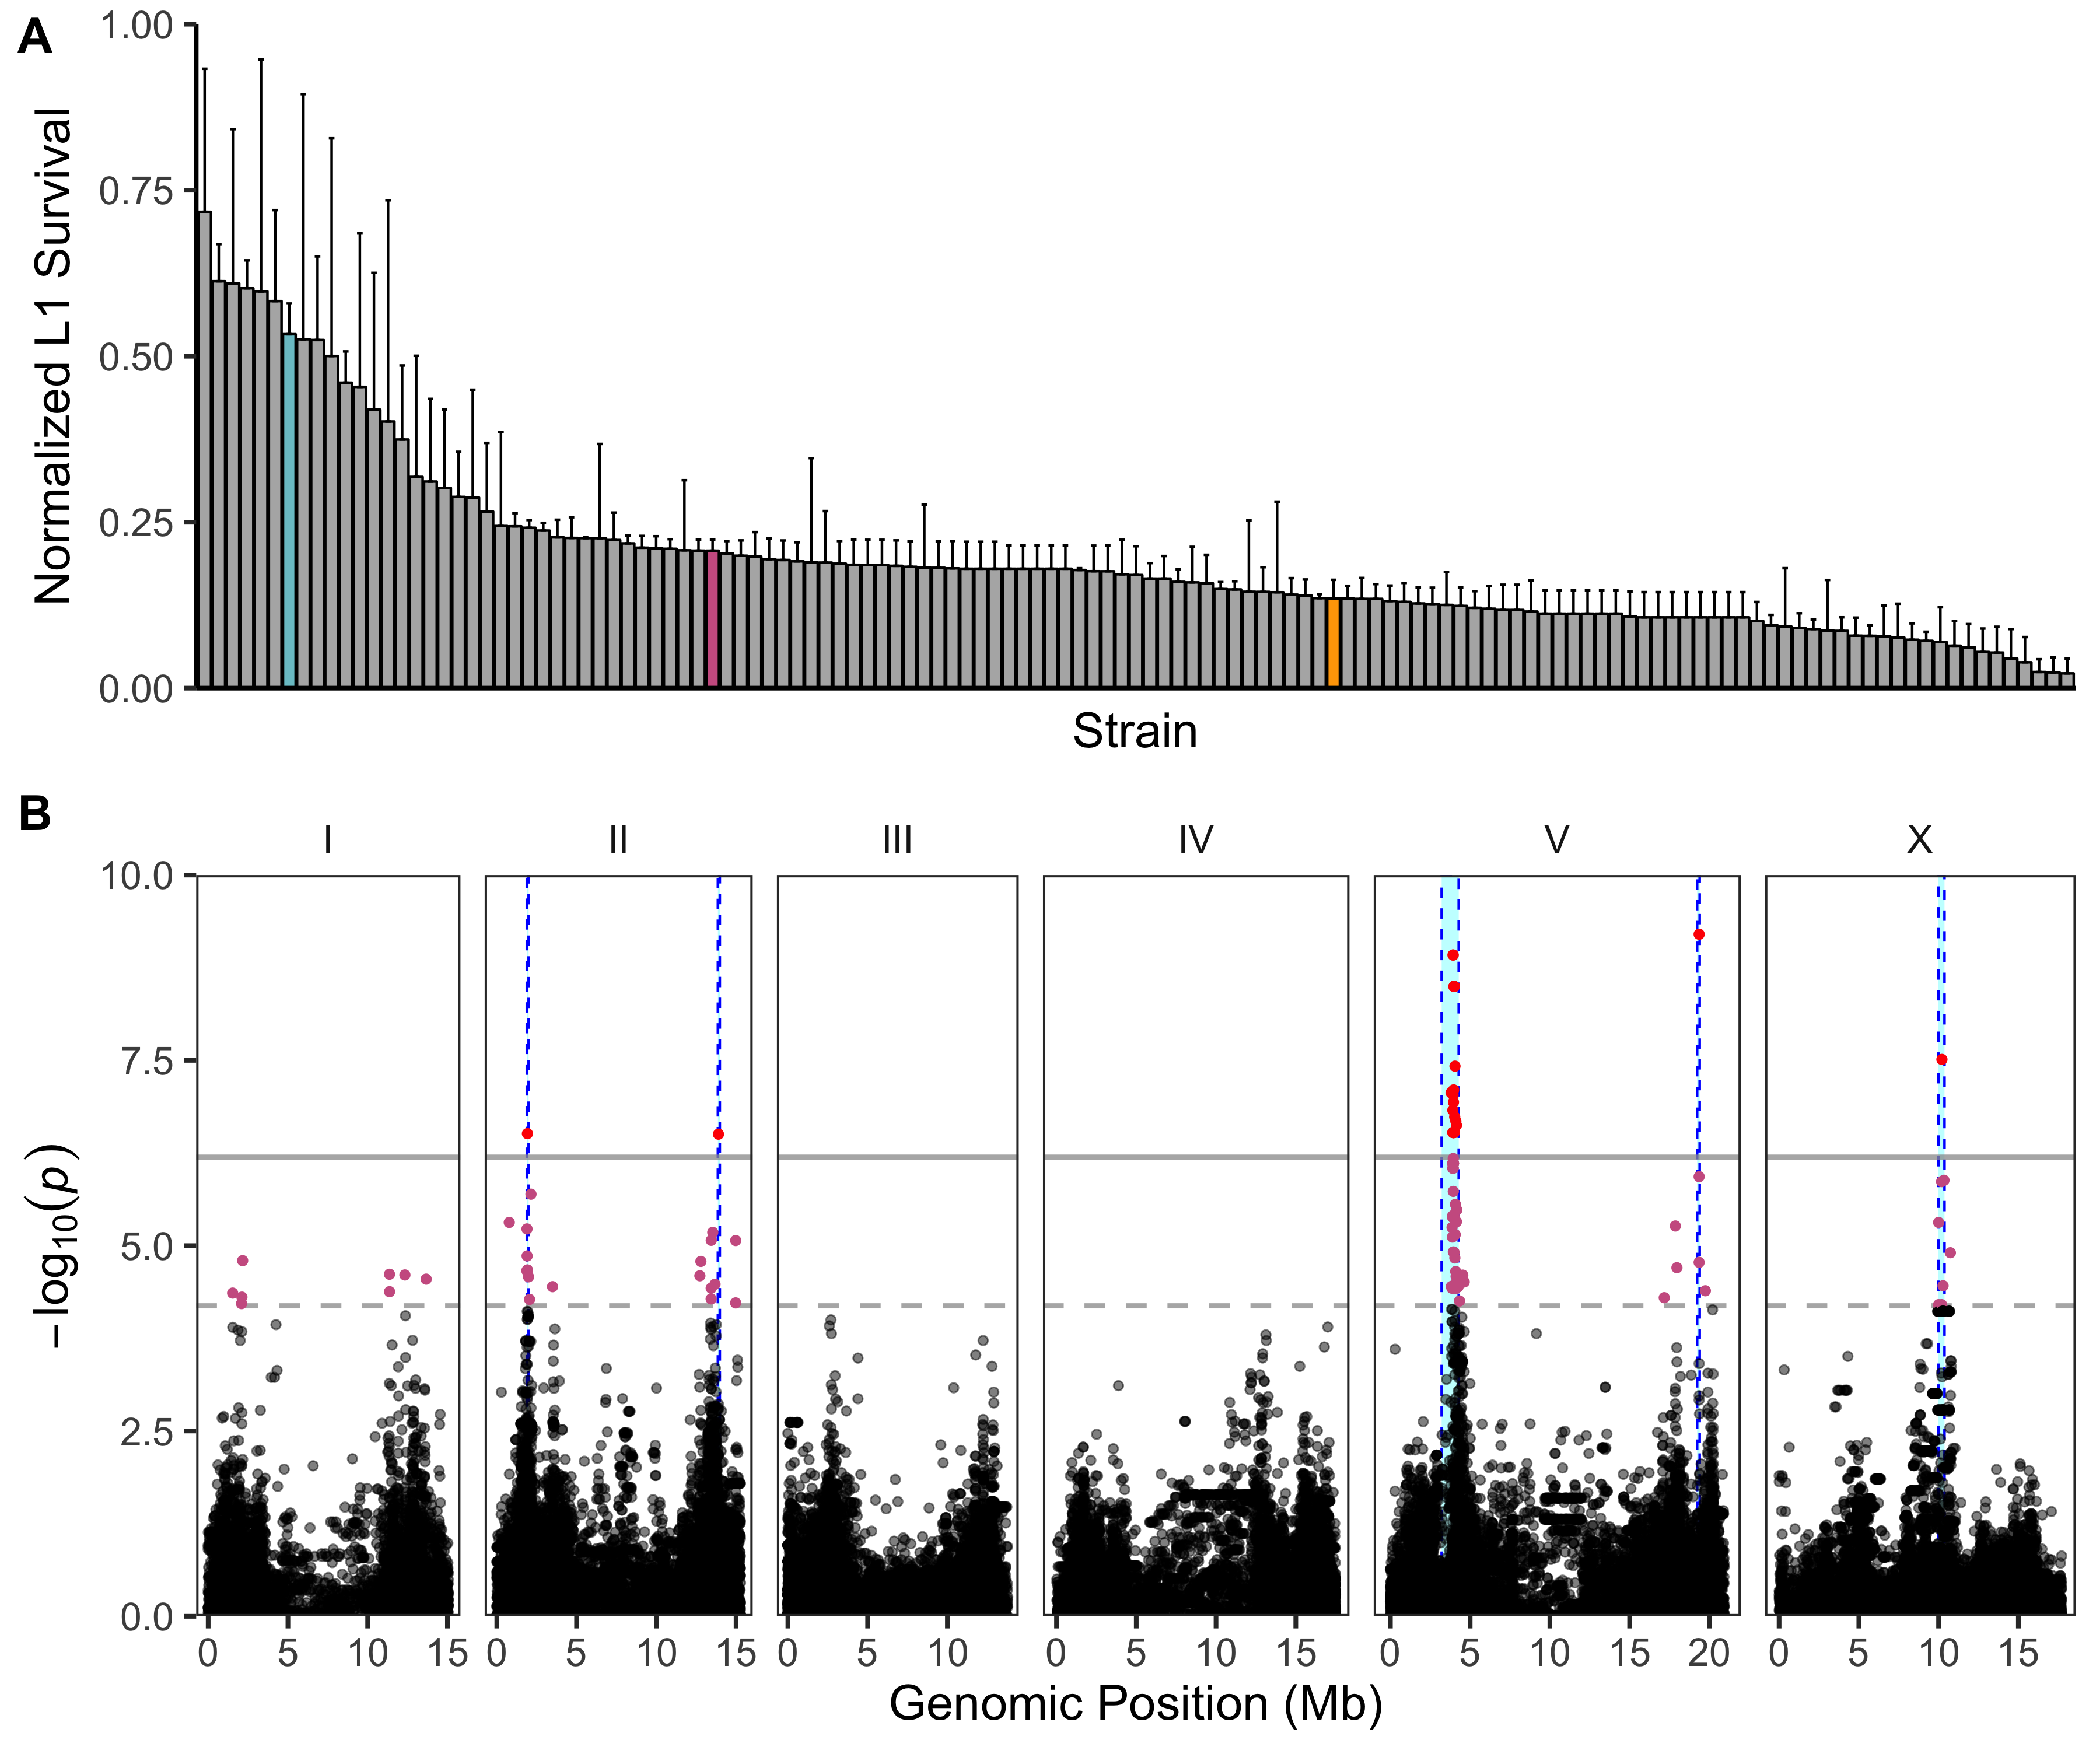 A
1.00
0.75
0.50
0.25
0.00
Normalized L1 Survival
Strain
B
I II III IV V X
10.0
7.5
5.0
2.5
0.0
−log10(p)
0 5 10 15 0 5 10 15 0 5 10 0 5 10 15 0 5 10 15 20 0 5 10 15
Genomic Position (Mb)